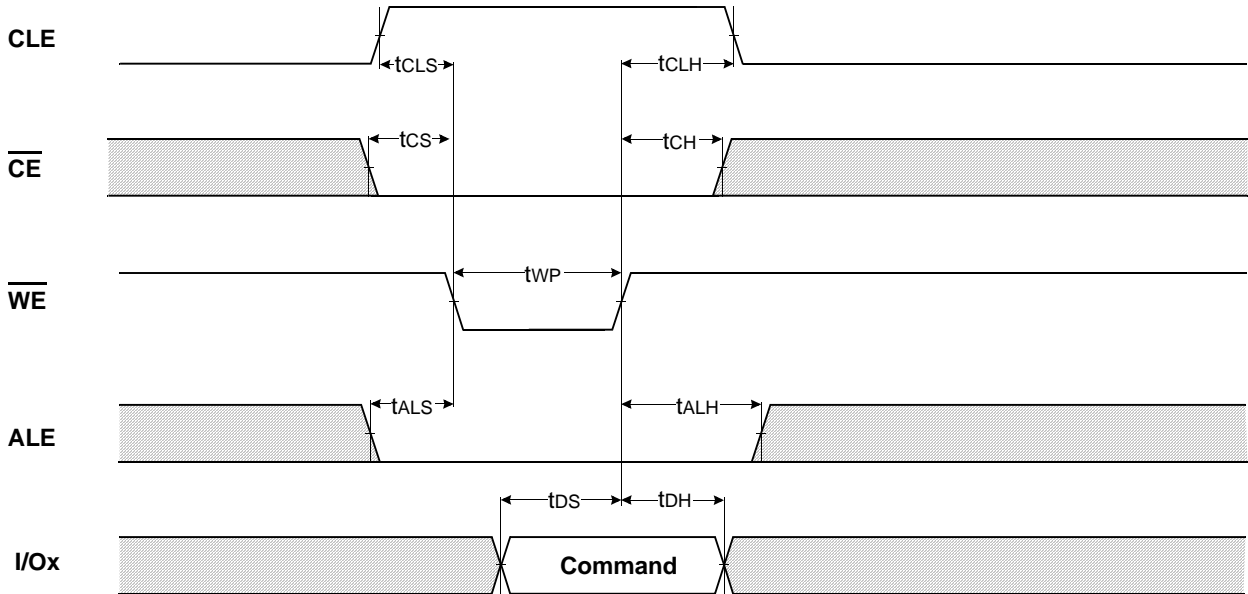 CLE
tCLS
tCLH
CE
tCS
tCH
WE
tWP
ALE
tALS
tALH
I/Ox
tDS
tDH
Command